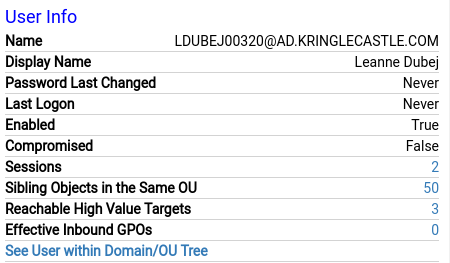 User Info
Name LDUBEJ00320@AD.KRINGLECASTLE.COM
Display Name Leanne Dubej
Password Last Changed Never
Last Logon Never
Enabled True
Compromised False
Sessions 2
Sibling Objects in the Same OU 50
Reachable High Value Targets 3
Effective Inbound GPOs 0
See User within Domain/OU Tree